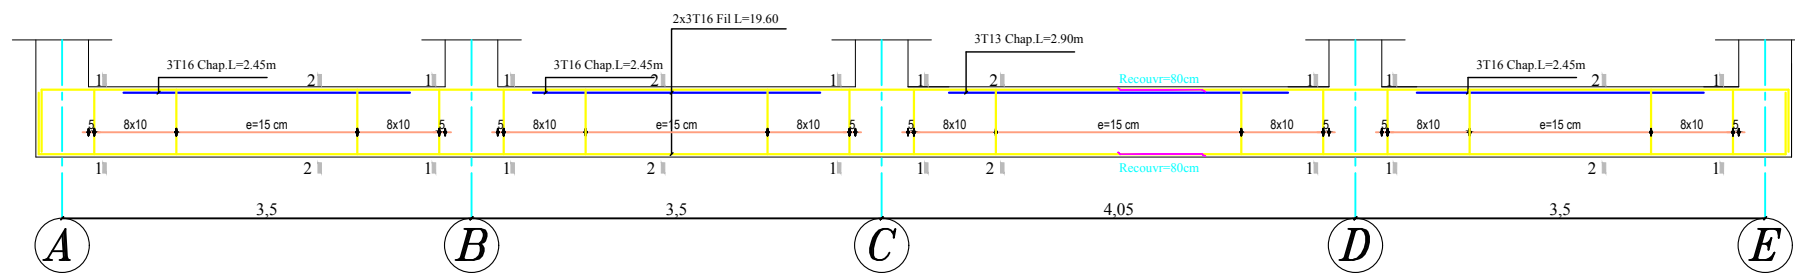 2x3T16 Fil L=19.60
3T16 Chap.L=2.45m
3T16 Chap.L=2.45m
3T13 Chap.L=2.90m
3T16 Chap.L=2.45m
1 2 1 1 2 1 1 2 Recouvr=80cm 1 1 2 1
5 8x10 e=15 cm 8x10 5 5 8x10 e=15 cm 8x10 5 5 8x10 e=15 cm 8x10 5 5 8x10 e=15 cm 8x10 5
1 2 1 1 2 1 1 2 Recouvr=80cm 1 1 2 1
3,5 3,5 4,05 3,5
A B C D E